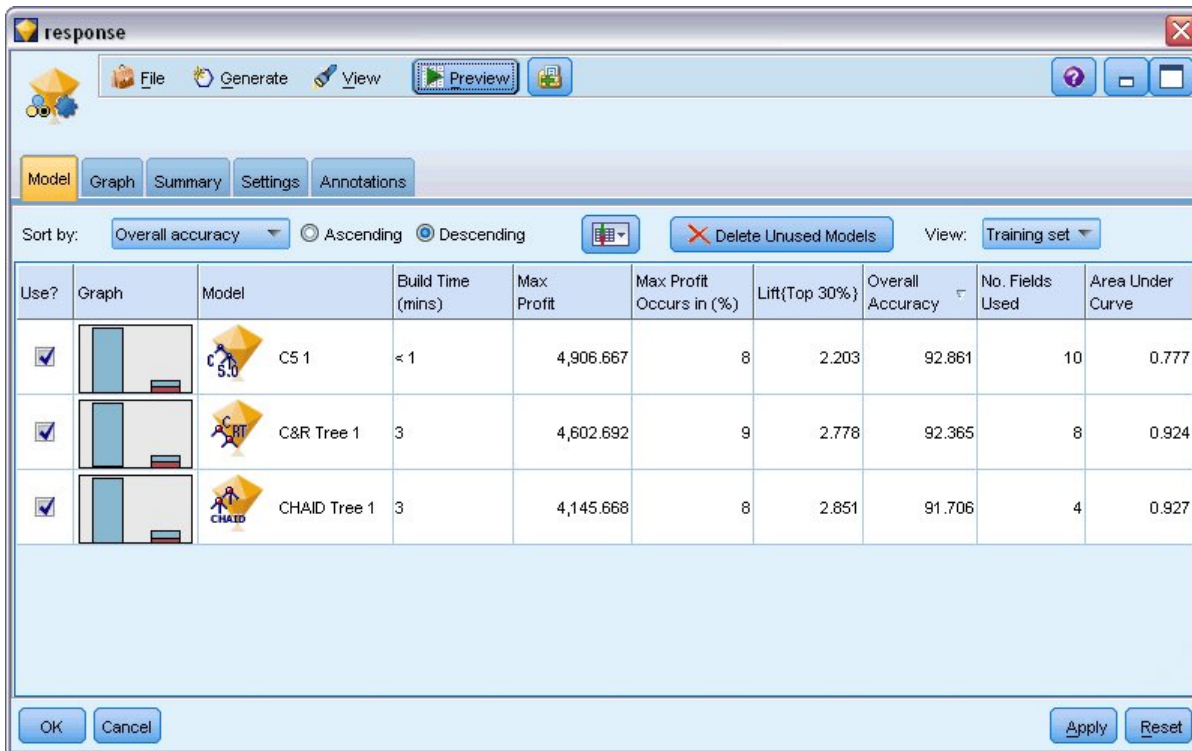 response
File Generate View Preview
Model Graph Summary Settings Annotations
Sort by: Overall accuracy Ascending Descending Delete Unused Models View: Training set
Use? Graph Model Build Time (mins) Max Profit Max Profit Occurs in (%) Lift{Top 30%} Overall Accuracy No. Fields Used Area Under Curve
C 5.0 C5 1 < 1 4,906.667 8 2.203 92.861 10 0.777
C RT C&R Tree 1 3 4,602.692 9 2.778 92.365 8 0.924
CHAID CHAID Tree 1 3 4,145.668 8 2.851 91.706 4 0.927
OK Cancel Apply Reset